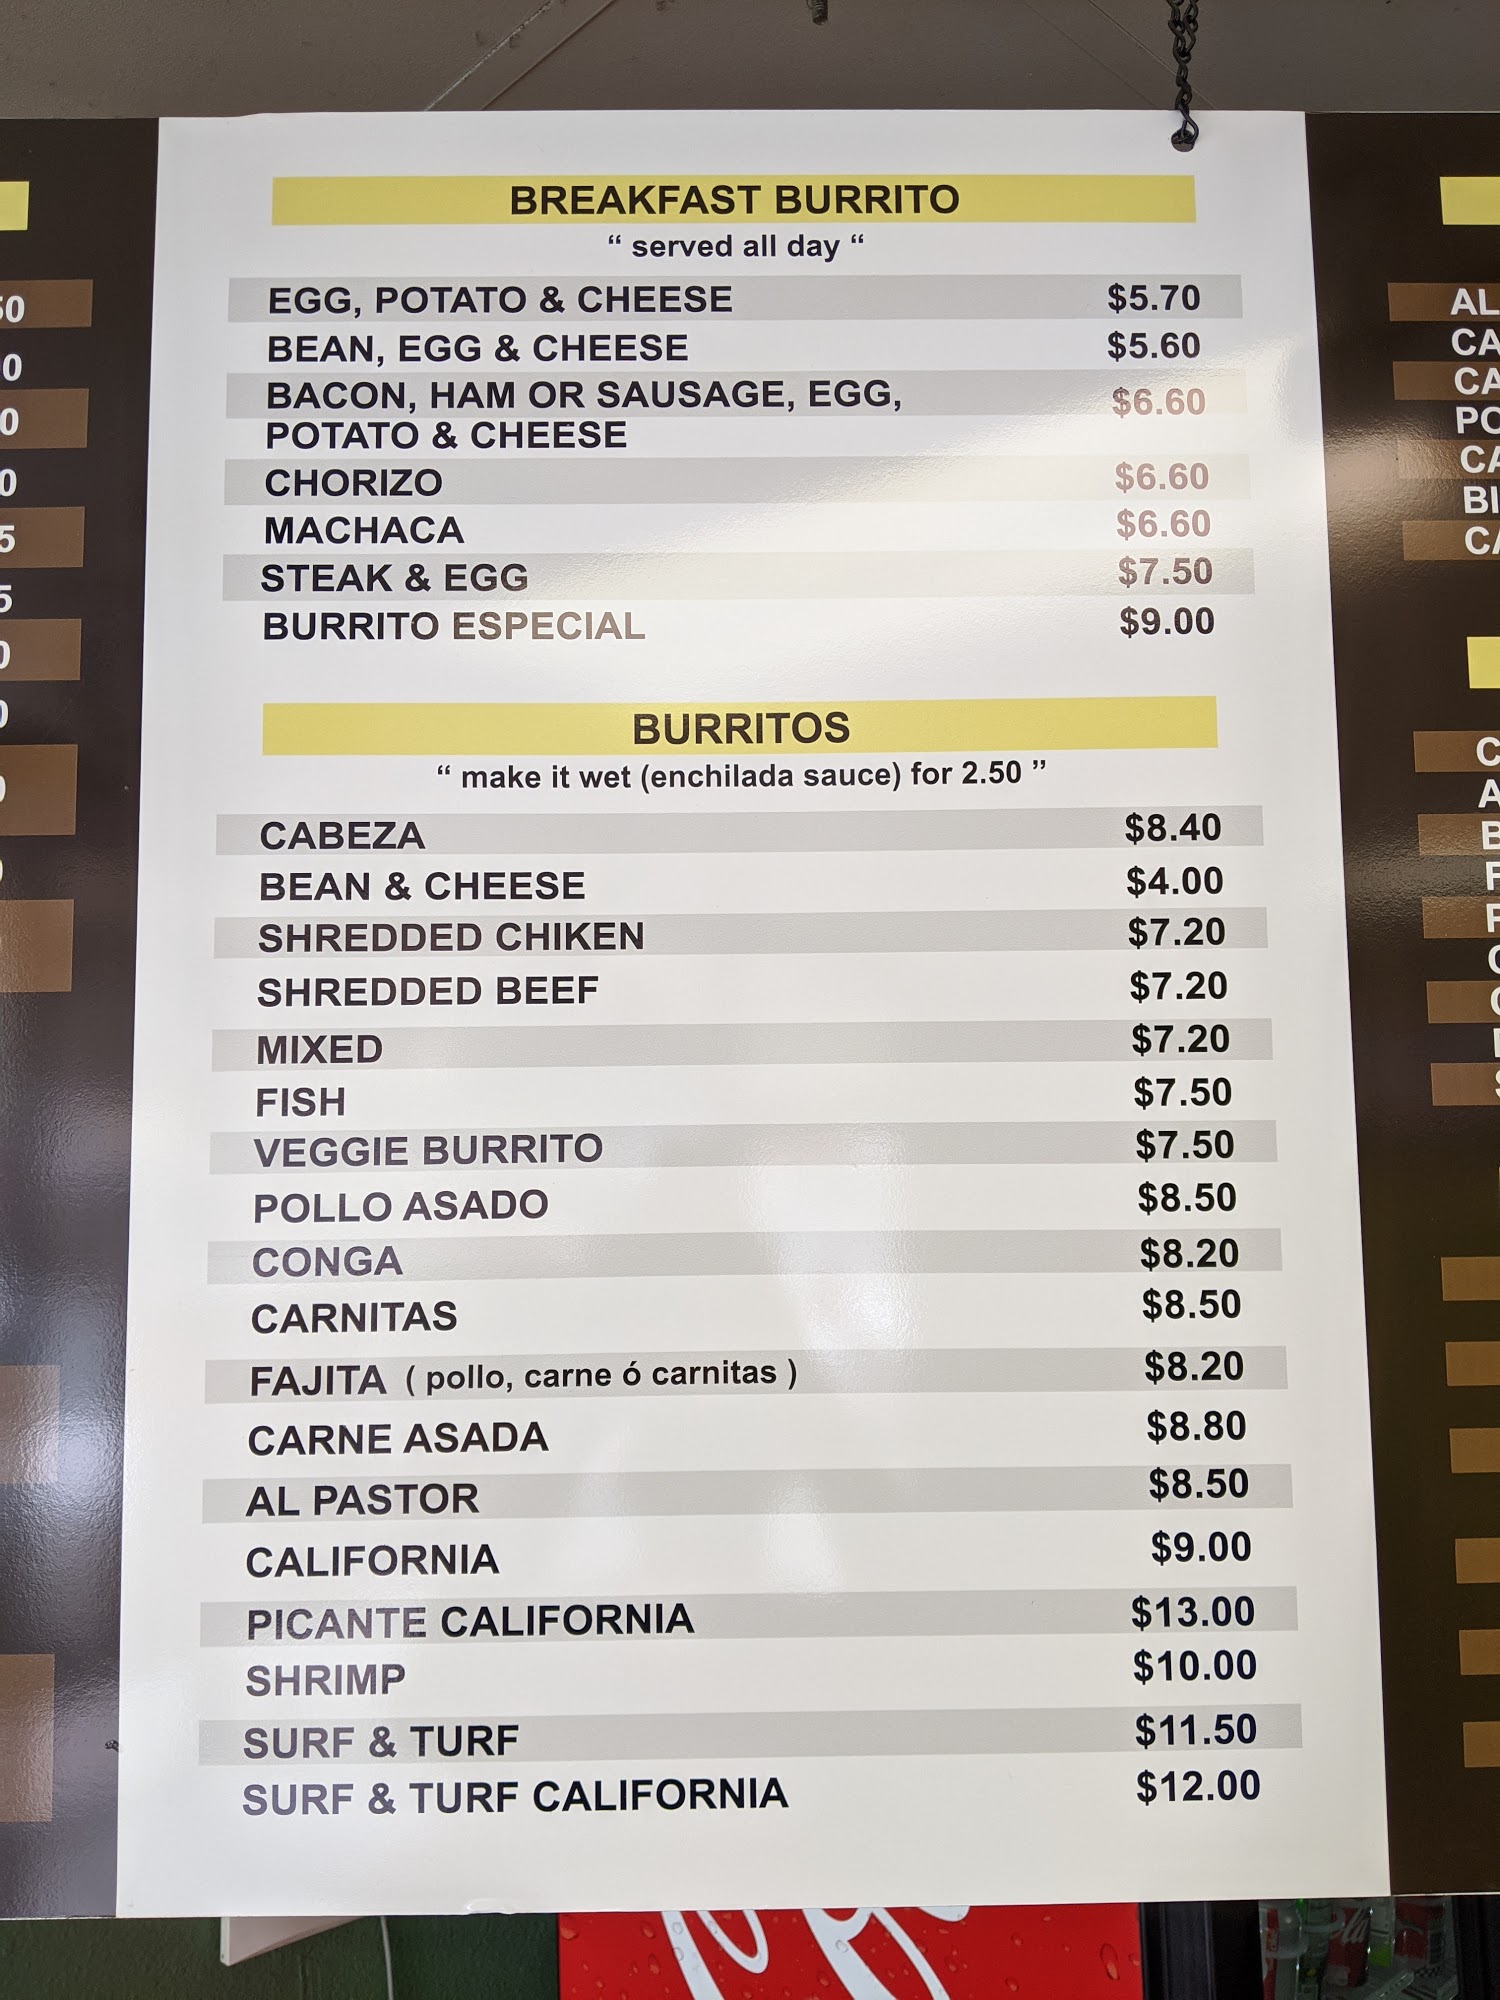 BREAKFAST BURRITO
“ served all day “
EGG, POTATO & CHEESE $5.70
BEAN, EGG & CHEESE $5.60
BACON, HAM OR SAUSAGE, EGG, $6.60
POTATO & CHEESE
CHORIZO $6.60
MACHACA $6.60
STEAK & EGG $7.50
BURRITO ESPECIAL $9.00
BURRITOS
“ make it wet (enchilada sauce) for 2.50 ”
CABEZA $8.40
BEAN & CHEESE $4.00
SHREDDED CHIKEN $7.20
SHREDDED BEEF $7.20
MIXED $7.20
FISH $7.50
VEGGIE BURRITO $7.50
POLLO ASADO $8.50
CONGA $8.20
CARNITAS $8.50
FAJITA ( pollo, carne ó carnitas ) $8.20
CARNE ASADA $8.80
AL PASTOR $8.50
CALIFORNIA $9.00
PICANTE CALIFORNIA $13.00
SHRIMP $10.00
SURF & TURF $11.50
SURF & TURF CALIFORNIA $12.00